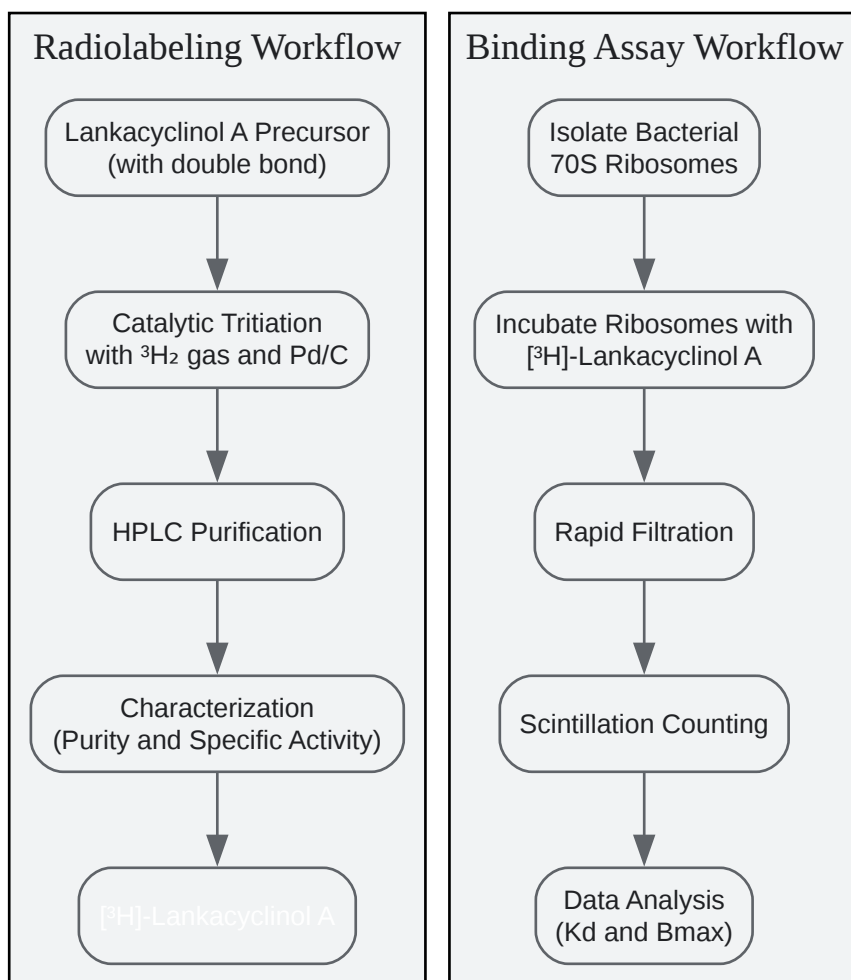 Radiolabeling Workflow
Lankacyclinol A Precursor
(with double bond)
Catalytic Tritiation
with ³H₂ gas and Pd/C
HPLC Purification
Characterization
(Purity and Specific Activity)
[³H]-Lankacyclinol A
Binding Assay Workflow
Isolate Bacterial
70S Ribosomes
Incubate Ribosomes with
[³H]-Lankacyclinol A
Rapid Filtration
Scintillation Counting
Data Analysis
(Kd and Bmax)